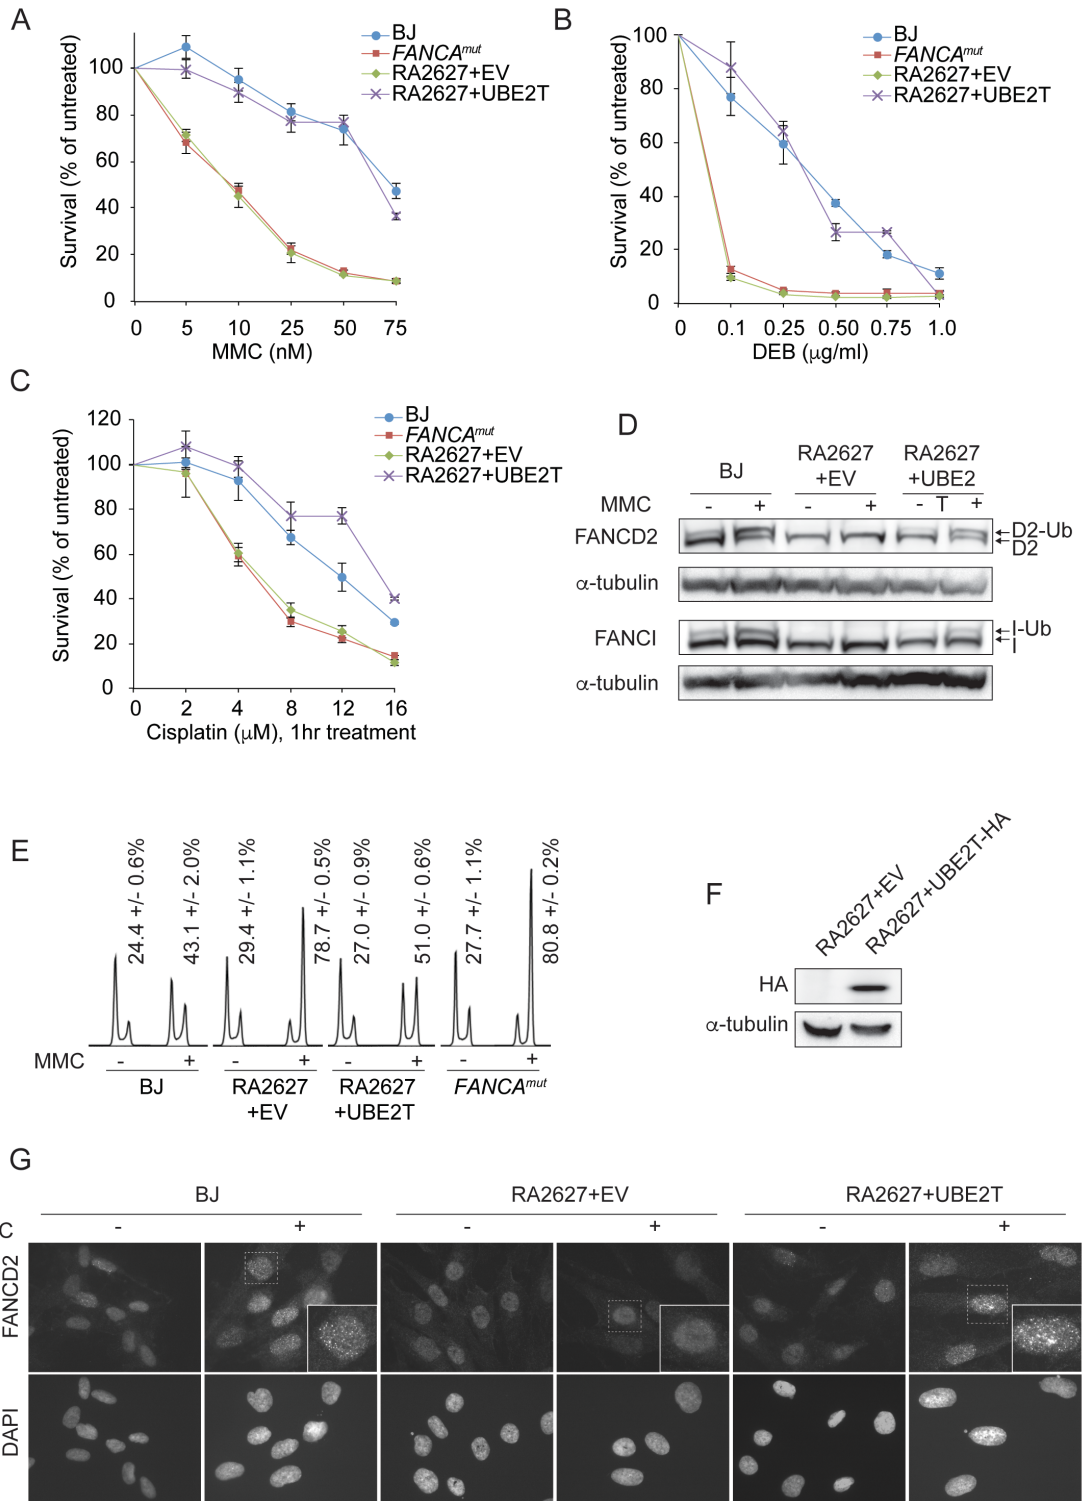 A
Survival (% of untreated)
100
80
60
40
20
0
0 5 10 25 50 75
MMC (nM)
BJ
FANCAmut
RA2627+EV
RA2627+UBE2T
B
Survival (% of untreated)
100
80
60
40
20
0
0 0.1 0.25 0.50 0.75 1.0
DEB (μg/ml)
BJ
FANCAmut
RA2627+EV
RA2627+UBE2T
C
Survival (% of untreated)
120
100
80
60
40
20
0
0 2 4 8 12 16
Cisplatin (μM), 1hr treatment
BJ
FANCAmut
RA2627+EV
RA2627+UBE2T
D
BJ
RA2627
+EV
RA2627
+UBE2
T
MMC - + - + - +
FANCD2
D2-Ub
D2
α-tubulin
FANCI
I-Ub
I
α-tubulin
E
24.4 +/- 0.6%
43.1 +/- 2.0%
29.4 +/- 1.1%
78.7 +/- 0.5%
27.0 +/- 0.9%
51.0 +/- 0.6%
27.7 +/- 1.1%
80.8 +/- 0.2%
MMC - + - + - + - +
BJ
RA2627
+EV
RA2627
+UBE2T
FANCAmut
F
RA2627+EV
RA2627+UBE2T-HA
HA
α-tubulin
G
BJ
RA2627+EV
RA2627+UBE2T
C - + - + - +
FANCD2
DAPI